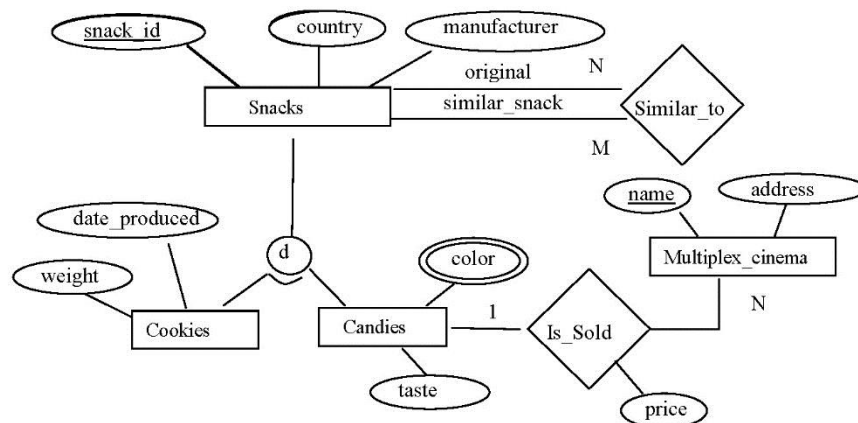 snack_id
country
manufacturer
original
N
Snacks
similar_snack
Similar_to
M
name
address
date_produced
d
color
Multiplex_cinema
weight
1
N
Cookies
Candies
Is_Sold
taste
price